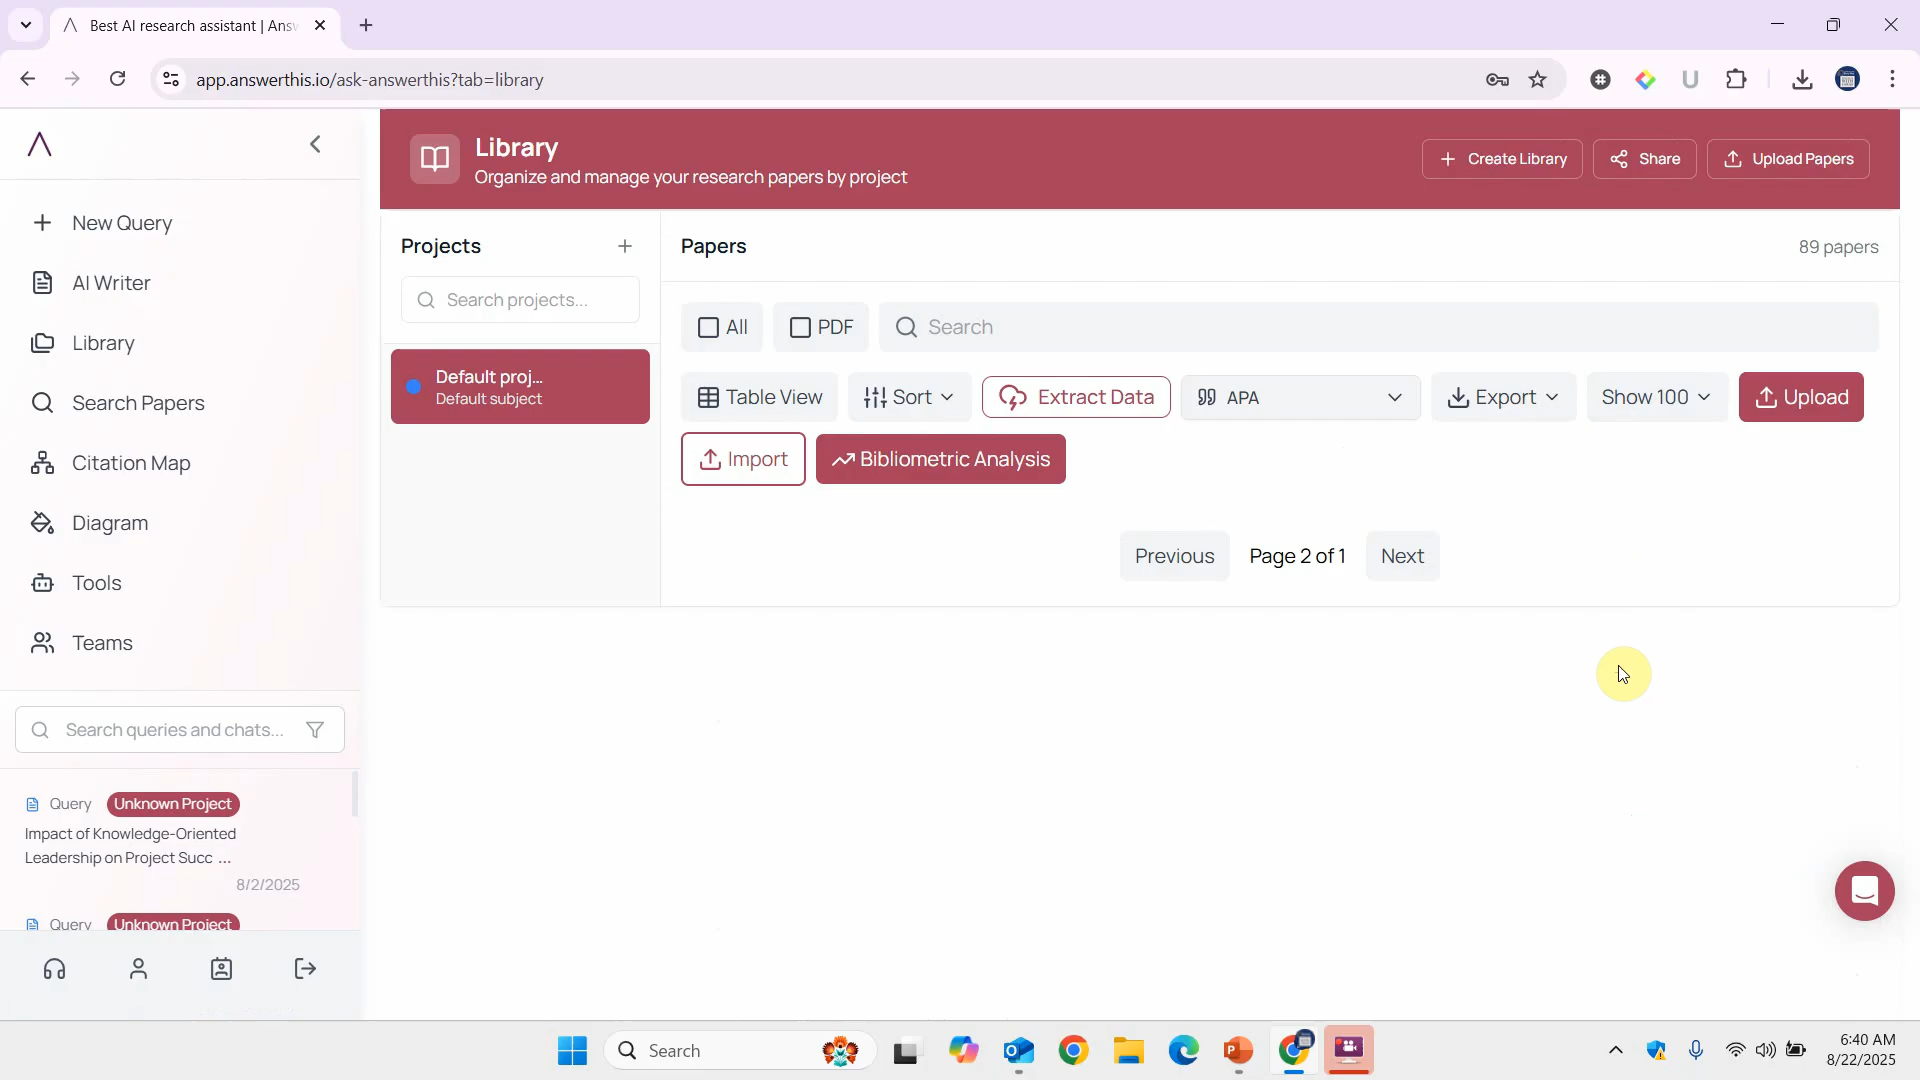 Best AI research assistant | Ans
app.answerthis.io/ask-answerthis?tab=library
New Query
AI Writer
Library
Search Papers
Citation Map
Diagram
Tools
Teams
Search queries and chats...
Query Unknown Project
Impact of Knowledge-Oriented
Leadership on Project Succ ...
8/2/2025
Query Unknown Project
Library
Organize and manage your research papers by project
Create Library
Share
Upload Papers
Projects
Search projects...
Default proj...
Default subject
Papers
89 papers
All
PDF
Search
Table View
Sort
Extract Data
APA
Export
Show 100
Upload
Import
Bibliometric Analysis
Previous
Page 2 of 1
Next
Search
6:40 AM
8/22/2025